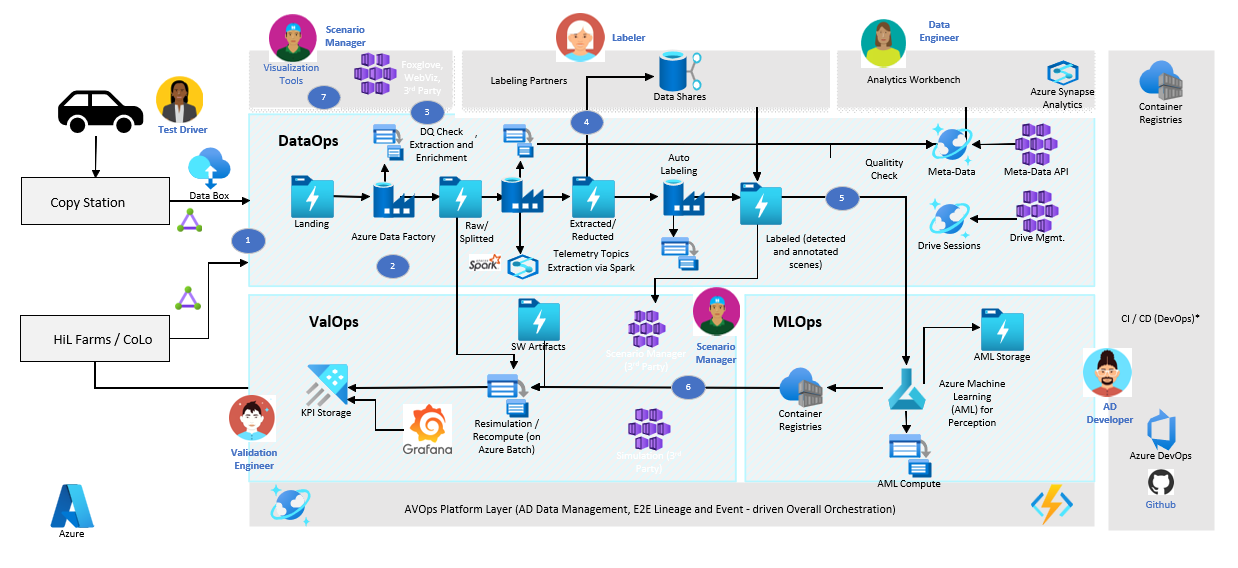 Scenario
Manager
Labeler
Data
Engineer
Visualization
Tools
Foxglove,
WebViz,
3rd Party
Labeling Partners
Data Shares
Analytics Workbench
Azure Synapse
Analytics
Container
Registries
Test Driver
7
3
4
DataOps
DQ Check ,
Extraction and
Enrichment
Auto
Labeling
Qualitity
Check
Meta-Data
Meta-Data API
Copy Station
Data Box
Landing
Azure Data Factory
Raw/
Splitted
Extracted/
Reducted
5
Labeled (detected
and annotated
scenes)
Drive Sessions
Drive Mgmt.
1
2
APACHE
Spark
Telemetry Topics
Extraction via Spark
HiL Farms / CoLo
ValOps
SW Artifacts
Scenario Manager
(3rd Party)
Scenario
Manager
MLOps
AML Storage
CI / CD (DevOps)*
6
KPI Storage
Grafana
Resimulation /
Recompute (on
Azure Batch)
Simulation (3rd
Party)
Container
Registries
Azure Machine
Learning
(AML) for
Perception
AML Compute
AD
Developer
Validation
Engineer
Azure DevOps
Github
Azure
AVOps Platform Layer (AD Data Management, E2E Lineage and Event - driven Overall Orchestration)